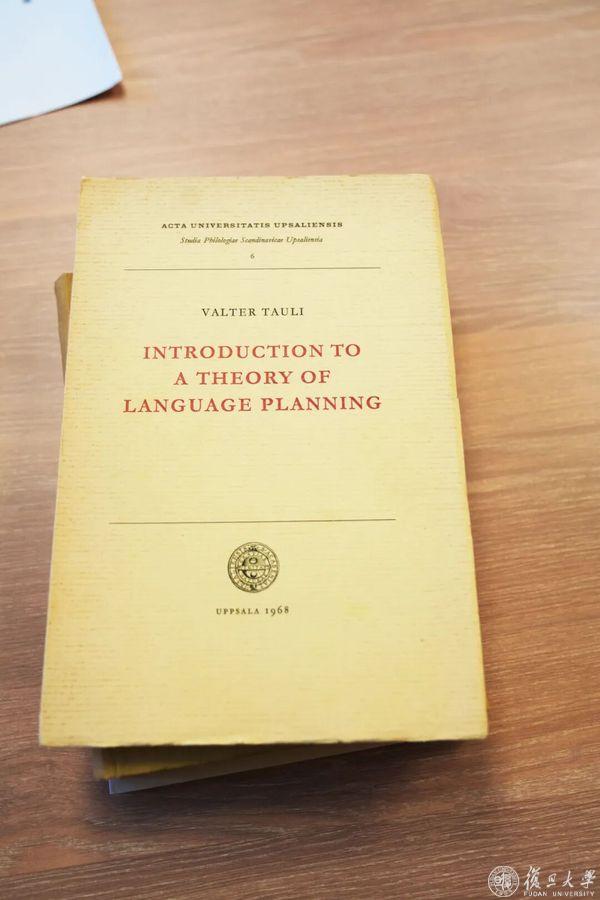 ACTA UNIVERSITATIS UPSALIENSIS
Studia Philologiae Scandinavicae Upsaliensia
6
VALTER TAULI
INTRODUCTION TO
A THEORY OF
LANGUAGE PLANNING
UPPSALA 1968
復旦大學
FUDAN UNIVERSITY